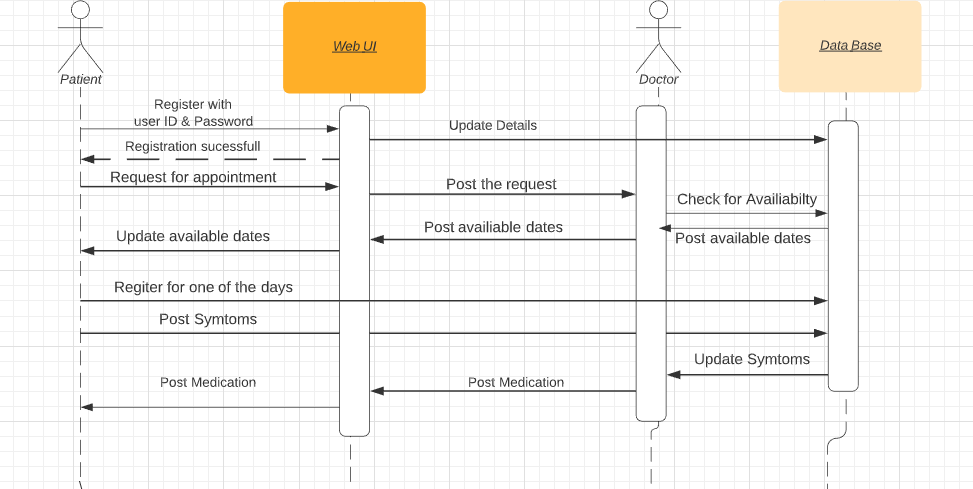 Web UI
Data Base
Patient
Doctor
Register with
user ID & Password
Update Details
Registration sucessfull
Request for appointment
Post the request
Check for Availiabilty
Post availiable dates
Post available dates
Update available dates
Regiter for one of the days
Post Symtoms
Update Symtoms
Post Medication
Post Medication